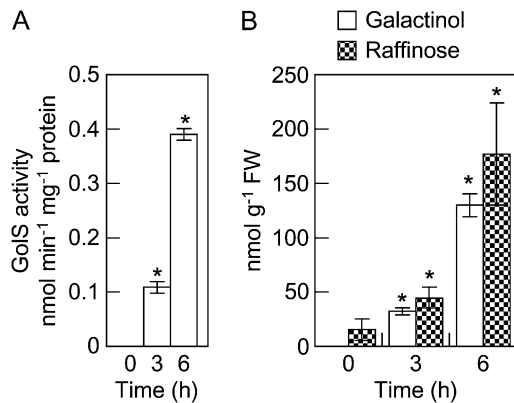 A
B
Galactinol
Raffinose
GolS activity
nmol min-1 mg-1 protein
0.5
0.4
0.3
0.2
0.1
0
*
*
0 3 6
Time (h)
nmol g-1 FW
250
200
150
100
50
0
*
*
*
*
0 3 6
Time (h)